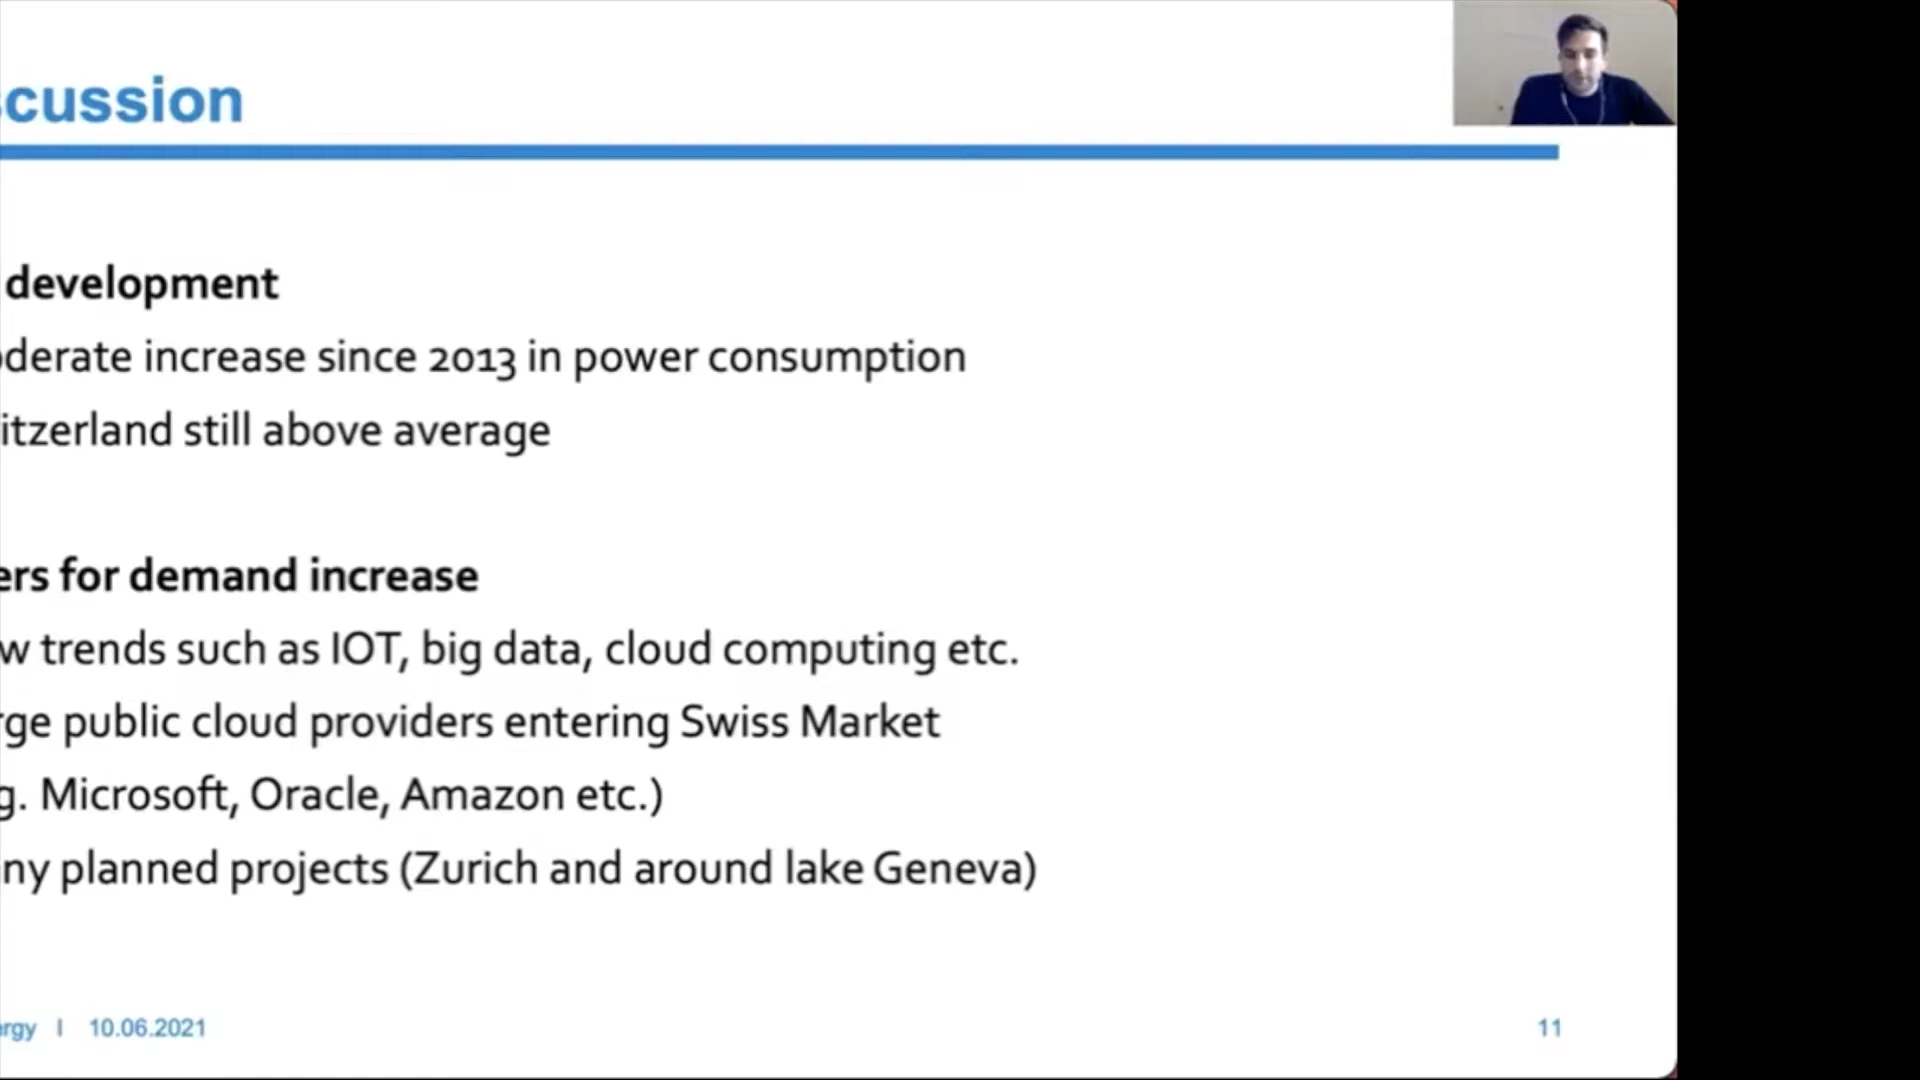 scussion
development
derate increase since 2013 in power consumption
itzerland still above average
ers for demand increase
w trends such as IOT, big data, cloud computing etc.
rge public cloud providers entering Swiss Market
g. Microsoft, Oracle, Amazon etc.)
ny planned projects (Zurich and around lake Geneva)
rgy | 10.06.2021
11